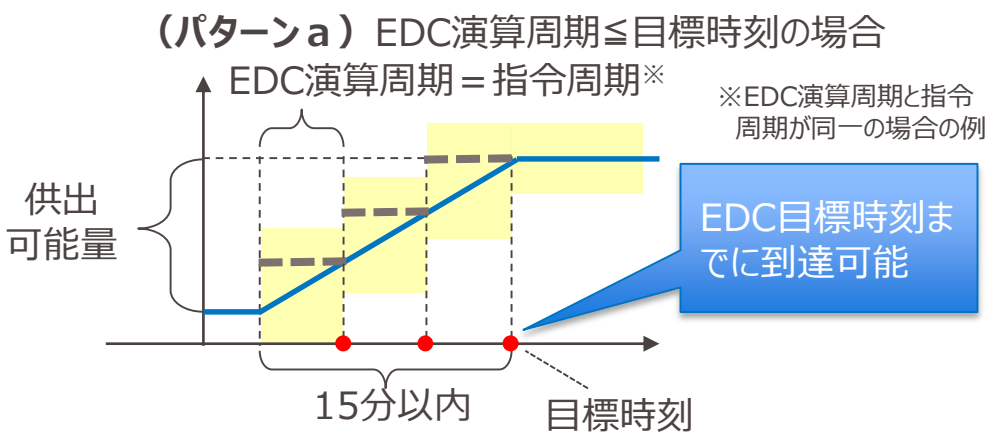 （パターンａ）EDC演算周期≦目標時刻の場合
EDC演算周期＝指令周期※
※EDC演算周期と指令
周期が同一の場合の例
供出
可能量
EDC目標時刻ま
でに到達可能
15分以内
目標時刻